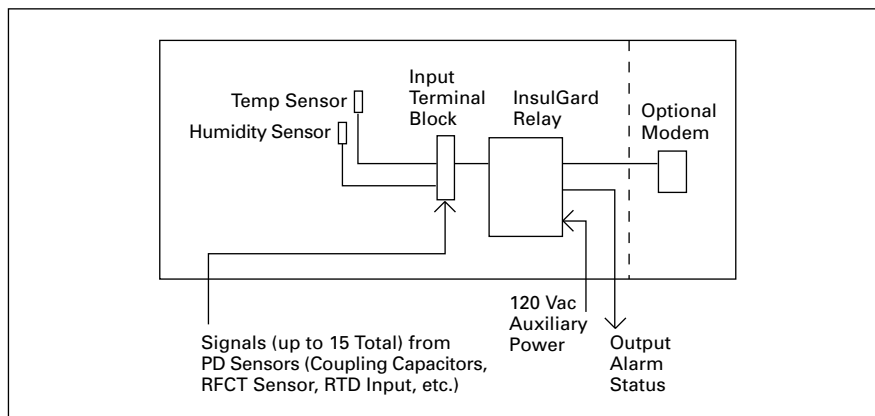 Temp Sensor
Humidity Sensor
Input
Terminal
Block
InsulGard
Relay
Optional
Modem
Signals (up to 15 Total) from
PD Sensors (Coupling Capacitors,
RFCT Sensor, RTD Input, etc.)
120 Vac
Auxiliary
Power
Output
Alarm
Status